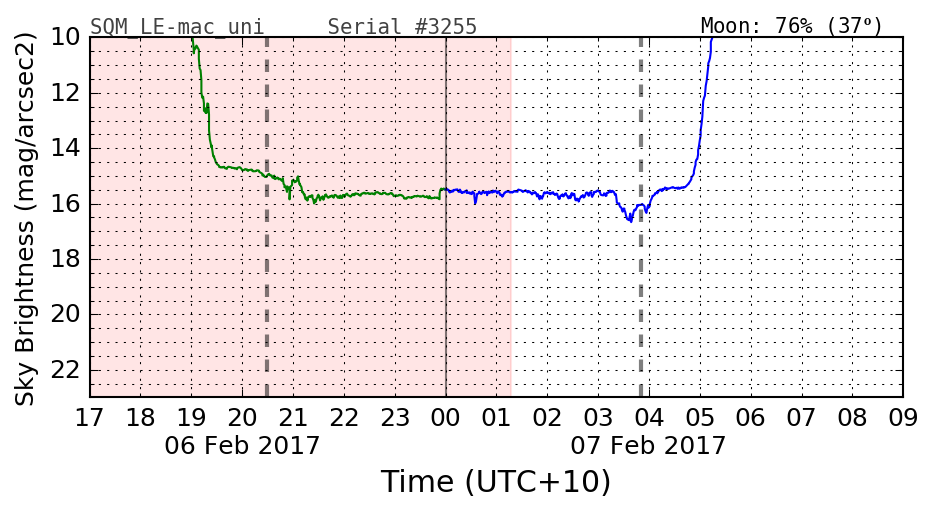 SQM_LE-mac_uni Serial #3255 Moon: 76% (37°)
Sky Brightness (mag/arcsec2)
10
12
14
16
18
20
22
17 18 19 20 21 22 23 00 01 02 03 04 05 06 07 08 09
06 Feb 2017 07 Feb 2017
Time (UTC+10)